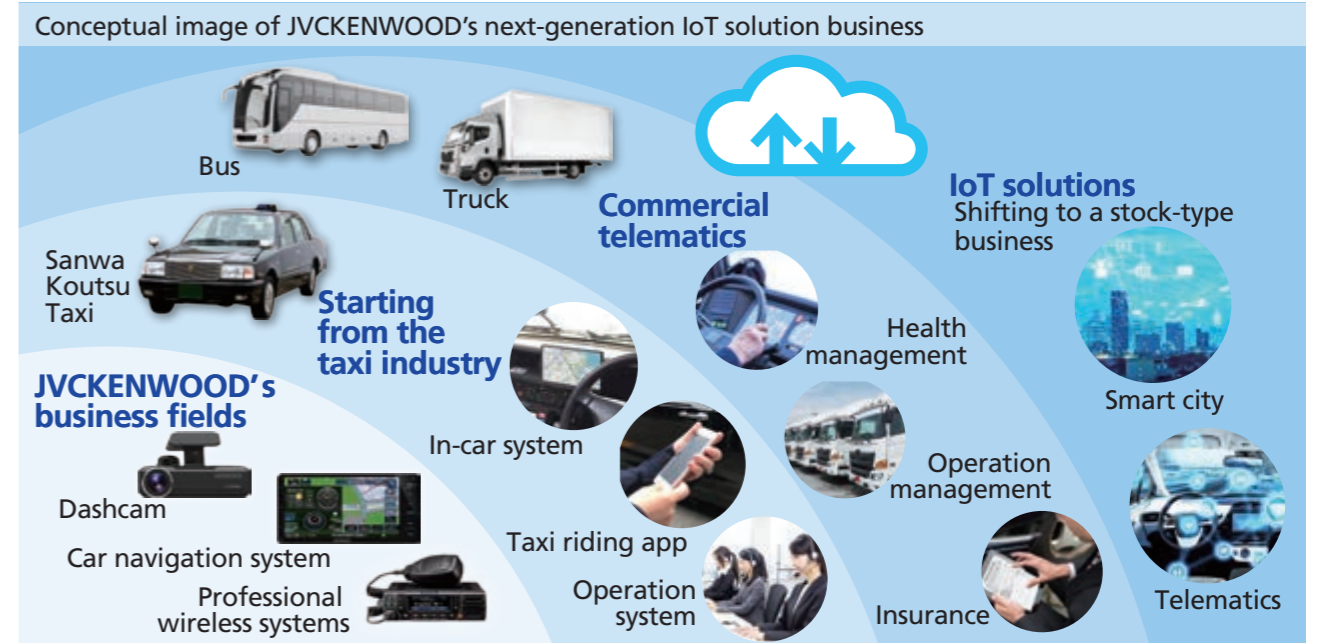 Conceptual image of JVCKENWOOD's next-generation IoT solution business
Bus
Truck
Sanwa
Koutsu
Taxi
Starting
from the
taxi industry
Commercial
telematics
IoT solutions
Shifting to a stock-type
business
JVCKENWOOD's
business fields
Dashcam
Car navigation system
Professional
wireless systems
In-car system
Taxi riding app
Operation
system
Health
management
Operation
management
Insurance
Smart city
Telematics